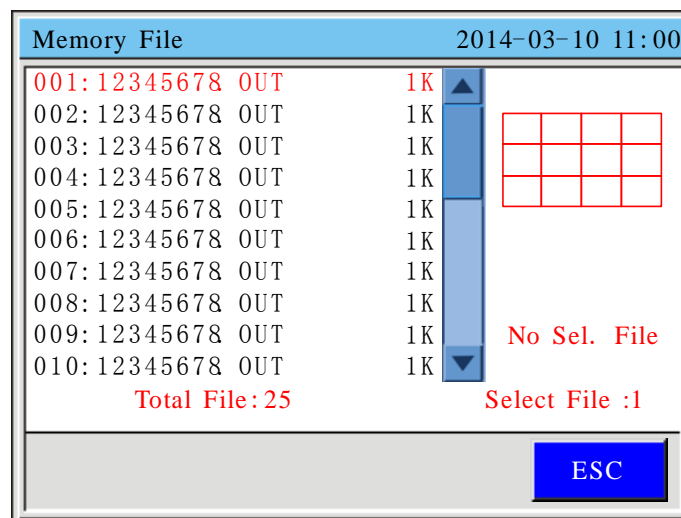 Memory File 2014-03-10 11:00
001:12345678. OUT 1K
002:12345678. OUT 1K
003:12345678. OUT 1K
004:12345678. OUT 1K
005:12345678. OUT 1K
006:12345678. OUT 1K
007:12345678. OUT 1K
008:12345678. OUT 1K
009:12345678. OUT 1K
010:12345678. OUT 1K
No Sel. File
Total File:25 Select File :1
ESC